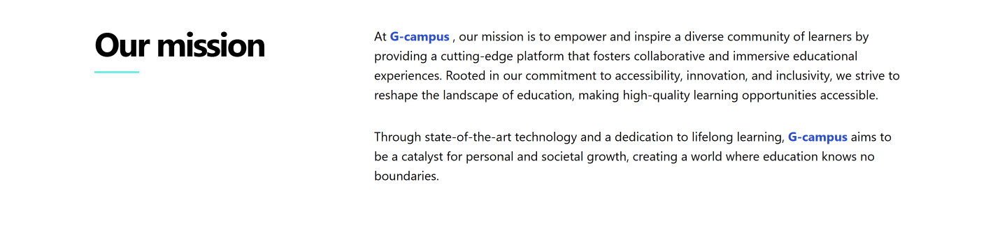 Our mission
At G-campus , our mission is to empower and inspire a diverse community of learners by
providing a cutting-edge platform that fosters collaborative and immersive educational
experiences. Rooted in our commitment to accessibility, innovation, and inclusivity, we strive to
reshape the landscape of education, making high-quality learning opportunities accessible.
Through state-of-the-art technology and a dedication to lifelong learning, G-campus aims to
be a catalyst for personal and societal growth, creating a world where education knows no
boundaries.